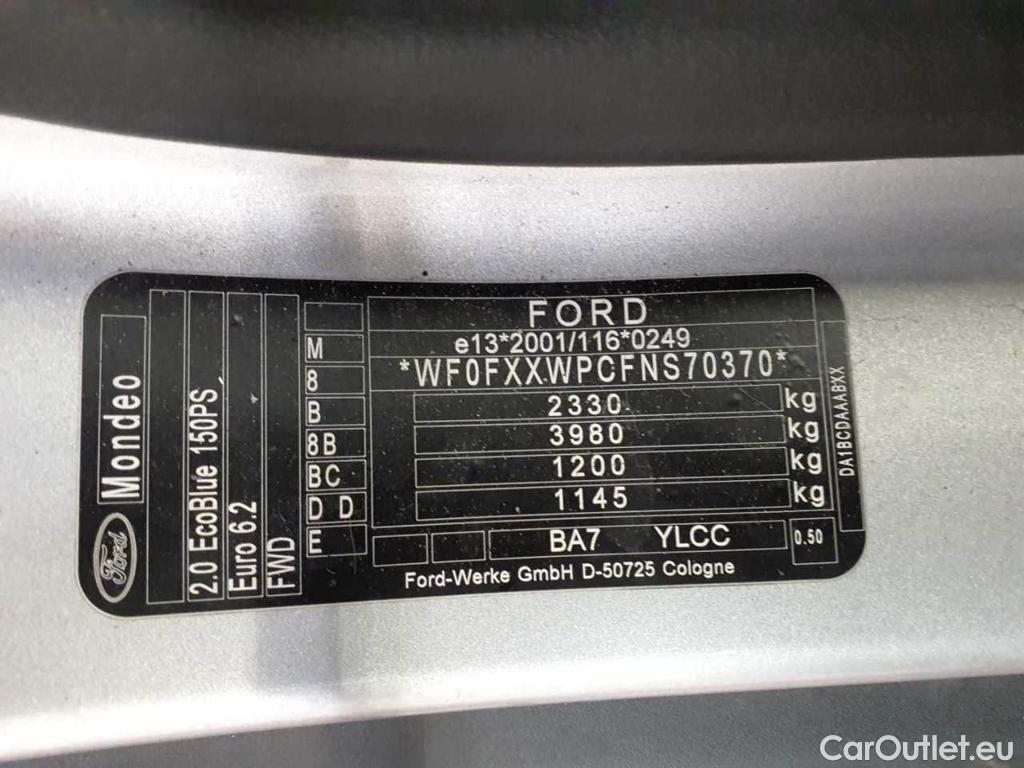 Ford
Mondeo
2.0 EcoBlue 150PS
Euro 6.2
FWD
M
8
B
8B
BC
D D
E
FORD
e13*2001/116*0249
*WF0FXXWPCFNS70370*
2330 kg
3980 kg
1200 kg
1145 kg
BA7 YLCC 0.50
Ford-Werke GmbH D-50725 Cologne
DA1BCDAAABXX
CarOutlet.eu